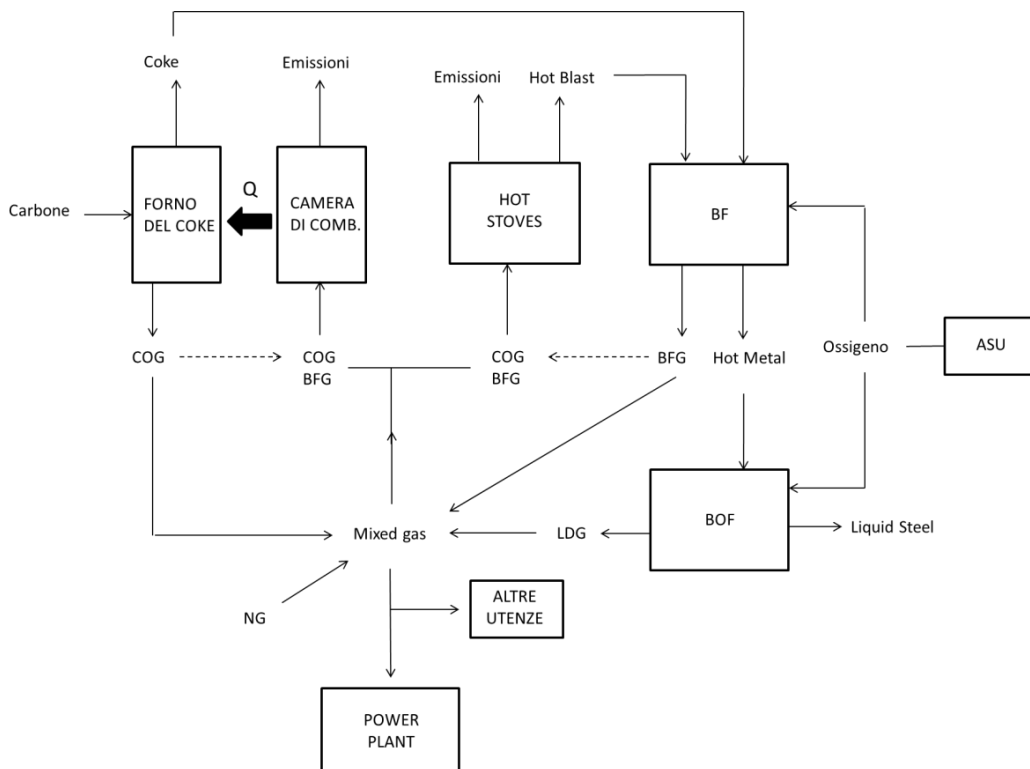 Coke
Emissioni
Emissioni
Hot Blast
Q
FORNO
DEL COKE
CAMERA
DI COMB.
HOT
STOVES
BF
Carbone
COG
COG
BFG
COG
BFG
BFG
Hot Metal
Ossigeno
ASU
Mixed gas
LDG
BOF
Liquid Steel
NG
ALTRE
UTENZE
POWER
PLANT